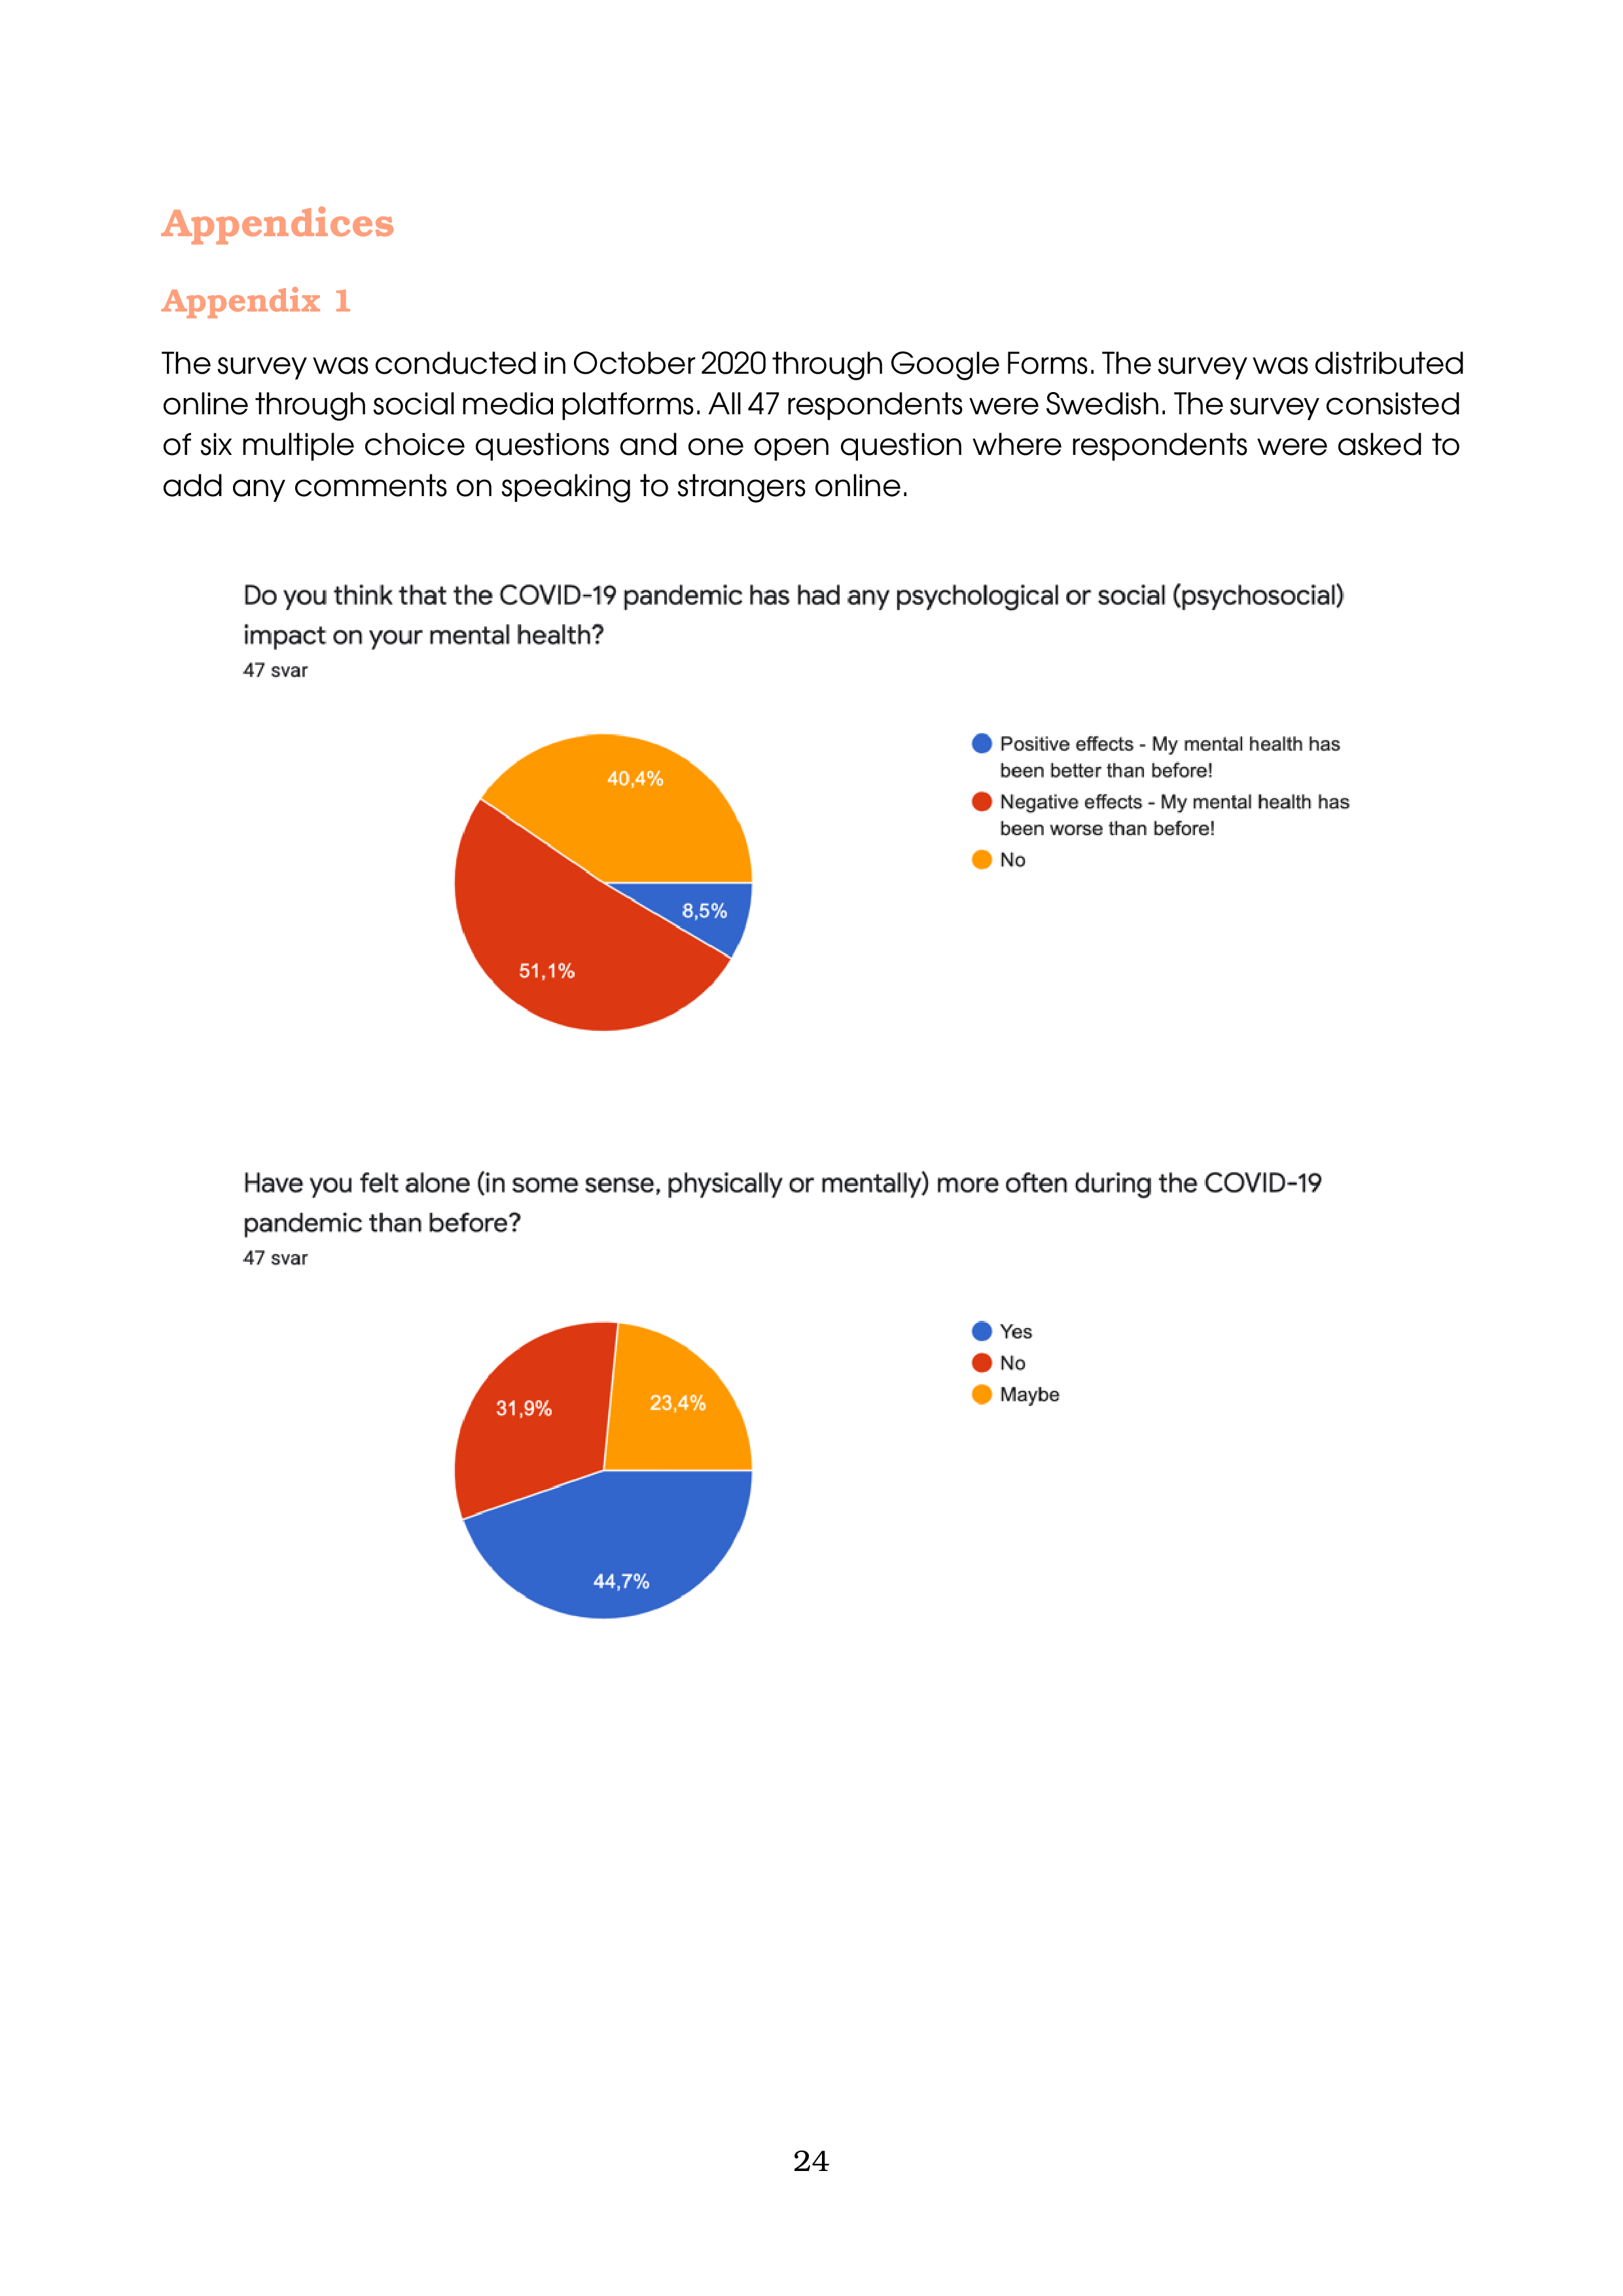 Appendices
Appendix 1
The survey was conducted in October 2020 through Google Forms. The survey was distributed
online through social media platforms. All 47 respondents were Swedish. The survey consisted
of six multiple choice questions and one open question where respondents were asked to
add any comments on speaking to strangers online.
Do you think that the COVID-19 pandemic has had any psychological or social (psychosocial)
impact on your mental health?
47 svar
40,4%
8,5%
51,1%
Positive effects - My mental health has
been better than before!
Negative effects - My mental health has
been worse than before!
No
Have you felt alone (in some sense, physically or mentally) more often during the COVID-19
pandemic than before?
47 svar
31,9%
23,4%
44,7%
Yes
No
Maybe
24